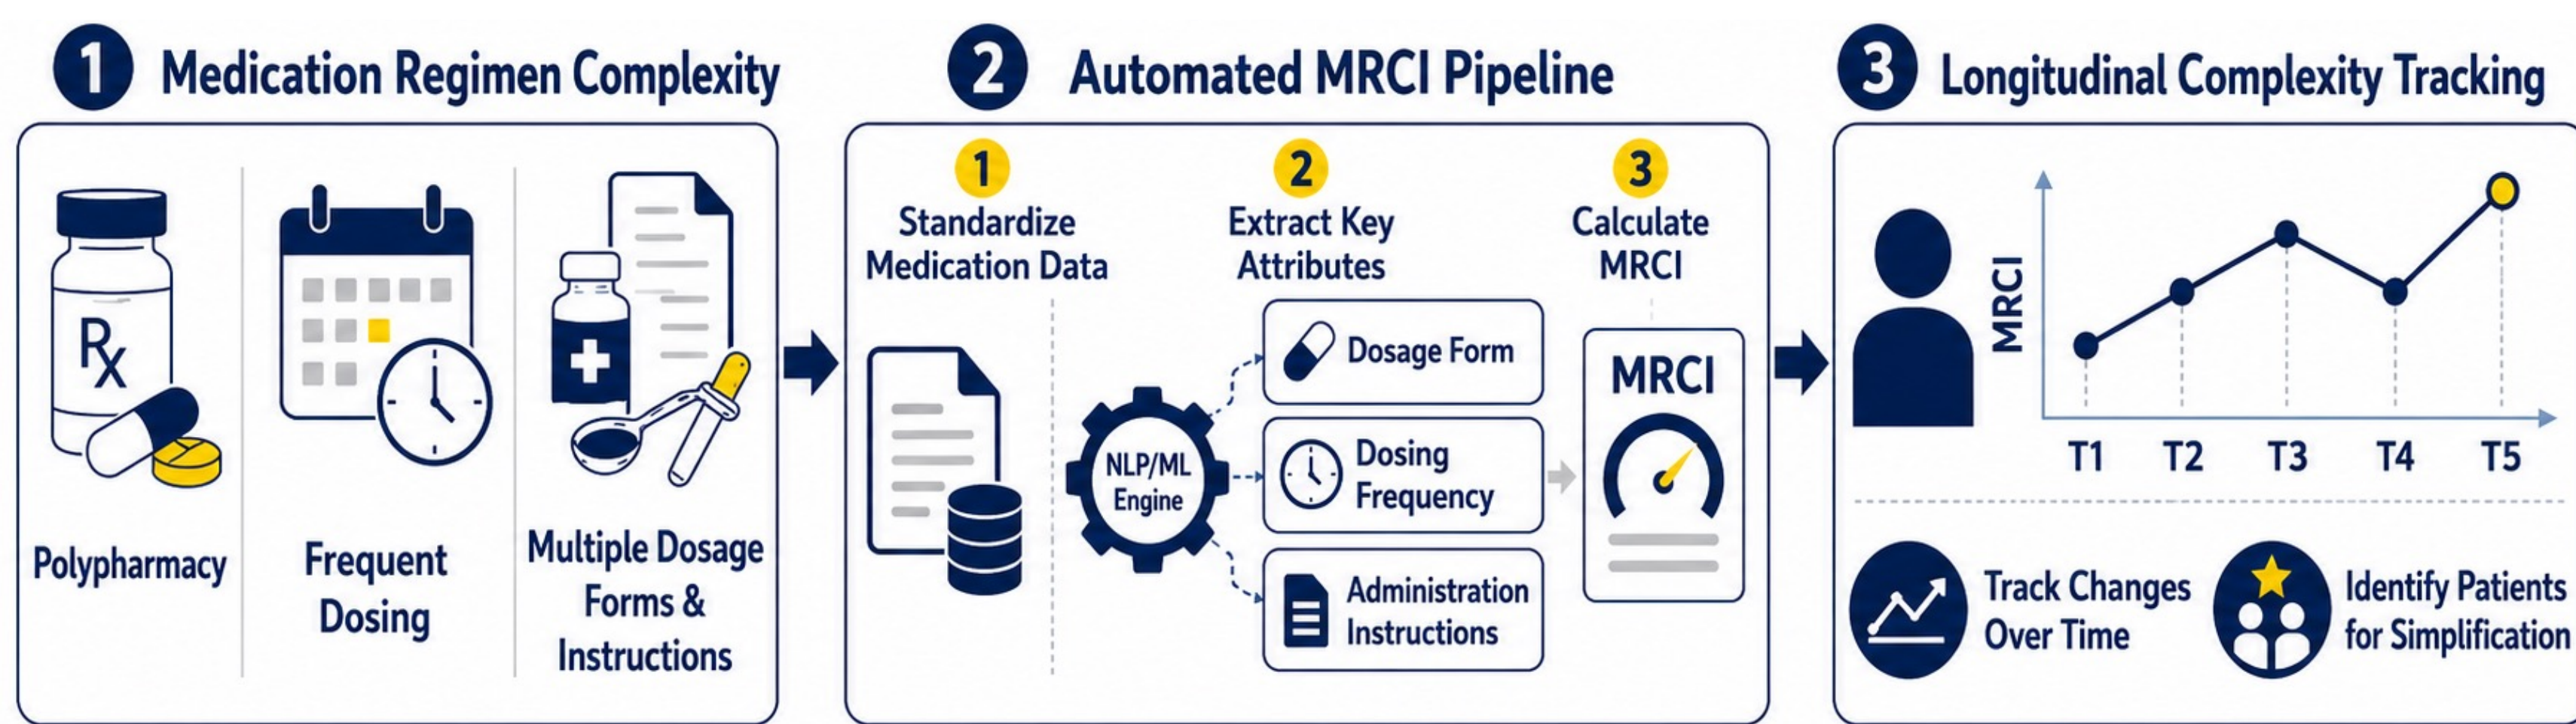 1 Medication Regimen Complexity
Rx
Polypharmacy
Frequent
Dosing
Multiple Dosage
Forms &
Instructions
2 Automated MRCI Pipeline
1
Standardize
Medication Data
2
Extract Key
Attributes
NLP/ML
Engine
Dosage Form
Dosing
Frequency
Administration
Instructions
3
Calculate
MRCI
MRCI
3 Longitudinal Complexity Tracking
MRCI
T1 T2 T3 T4 T5
Track Changes
Over Time
Identify Patients
for Simplification